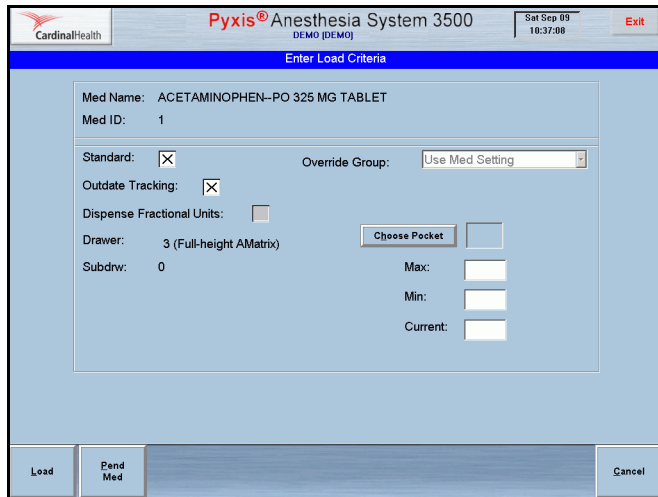 CardinalHealth
Pyxis® Anesthesia System 3500
DEMO [DEMO]
Sat Sep 09
10:37:08
Exit
Enter Load Criteria
Med Name: ACETAMINOPHEN--PO 325 MG TABLET
Med ID: 1
Standard:
Override Group: Use Med Setting
Outdate Tracking:
Dispense Fractional Units:
Drawer: 3 (Full-height AMatrix)
Choose Pocket
Subdrw: 0
Max:
Min:
Current:
Load
Pend
Med
Cancel